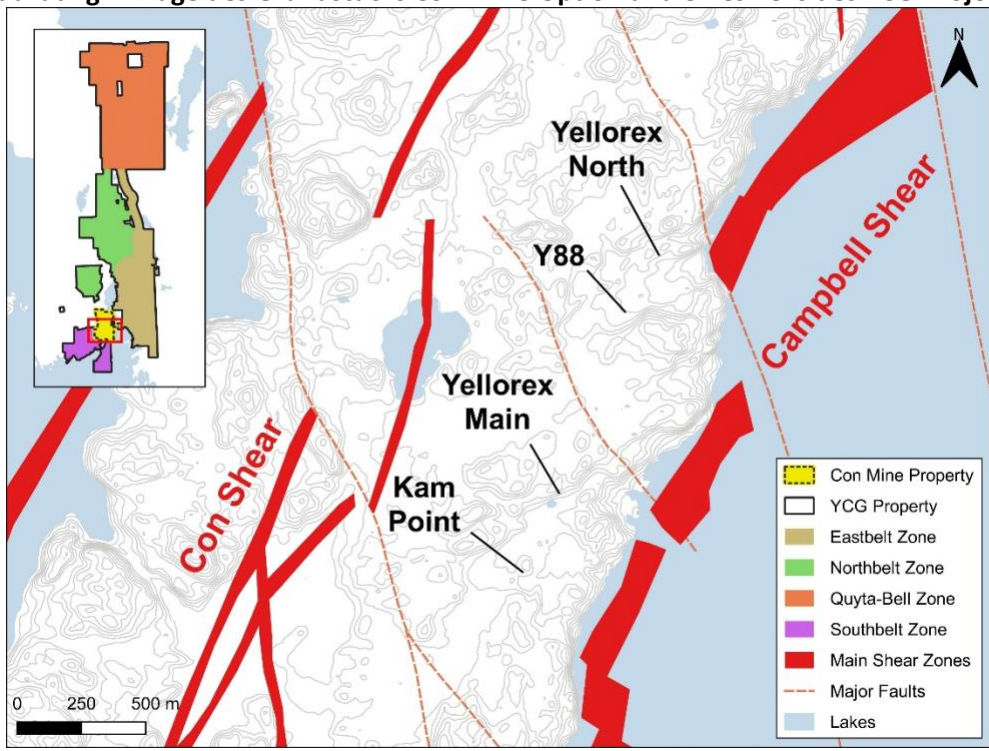 N
Yellorex
North
Y88
Campbell Shear
Yellorex
Main
Con Shear
Kam
Point
Con Mine Property
YCG Property
Eastbelt Zone
Northbelt Zone
Quyta-Bell Zone
Southbelt Zone
Main Shear Zones
Major Faults
Lakes
0 250 500 m